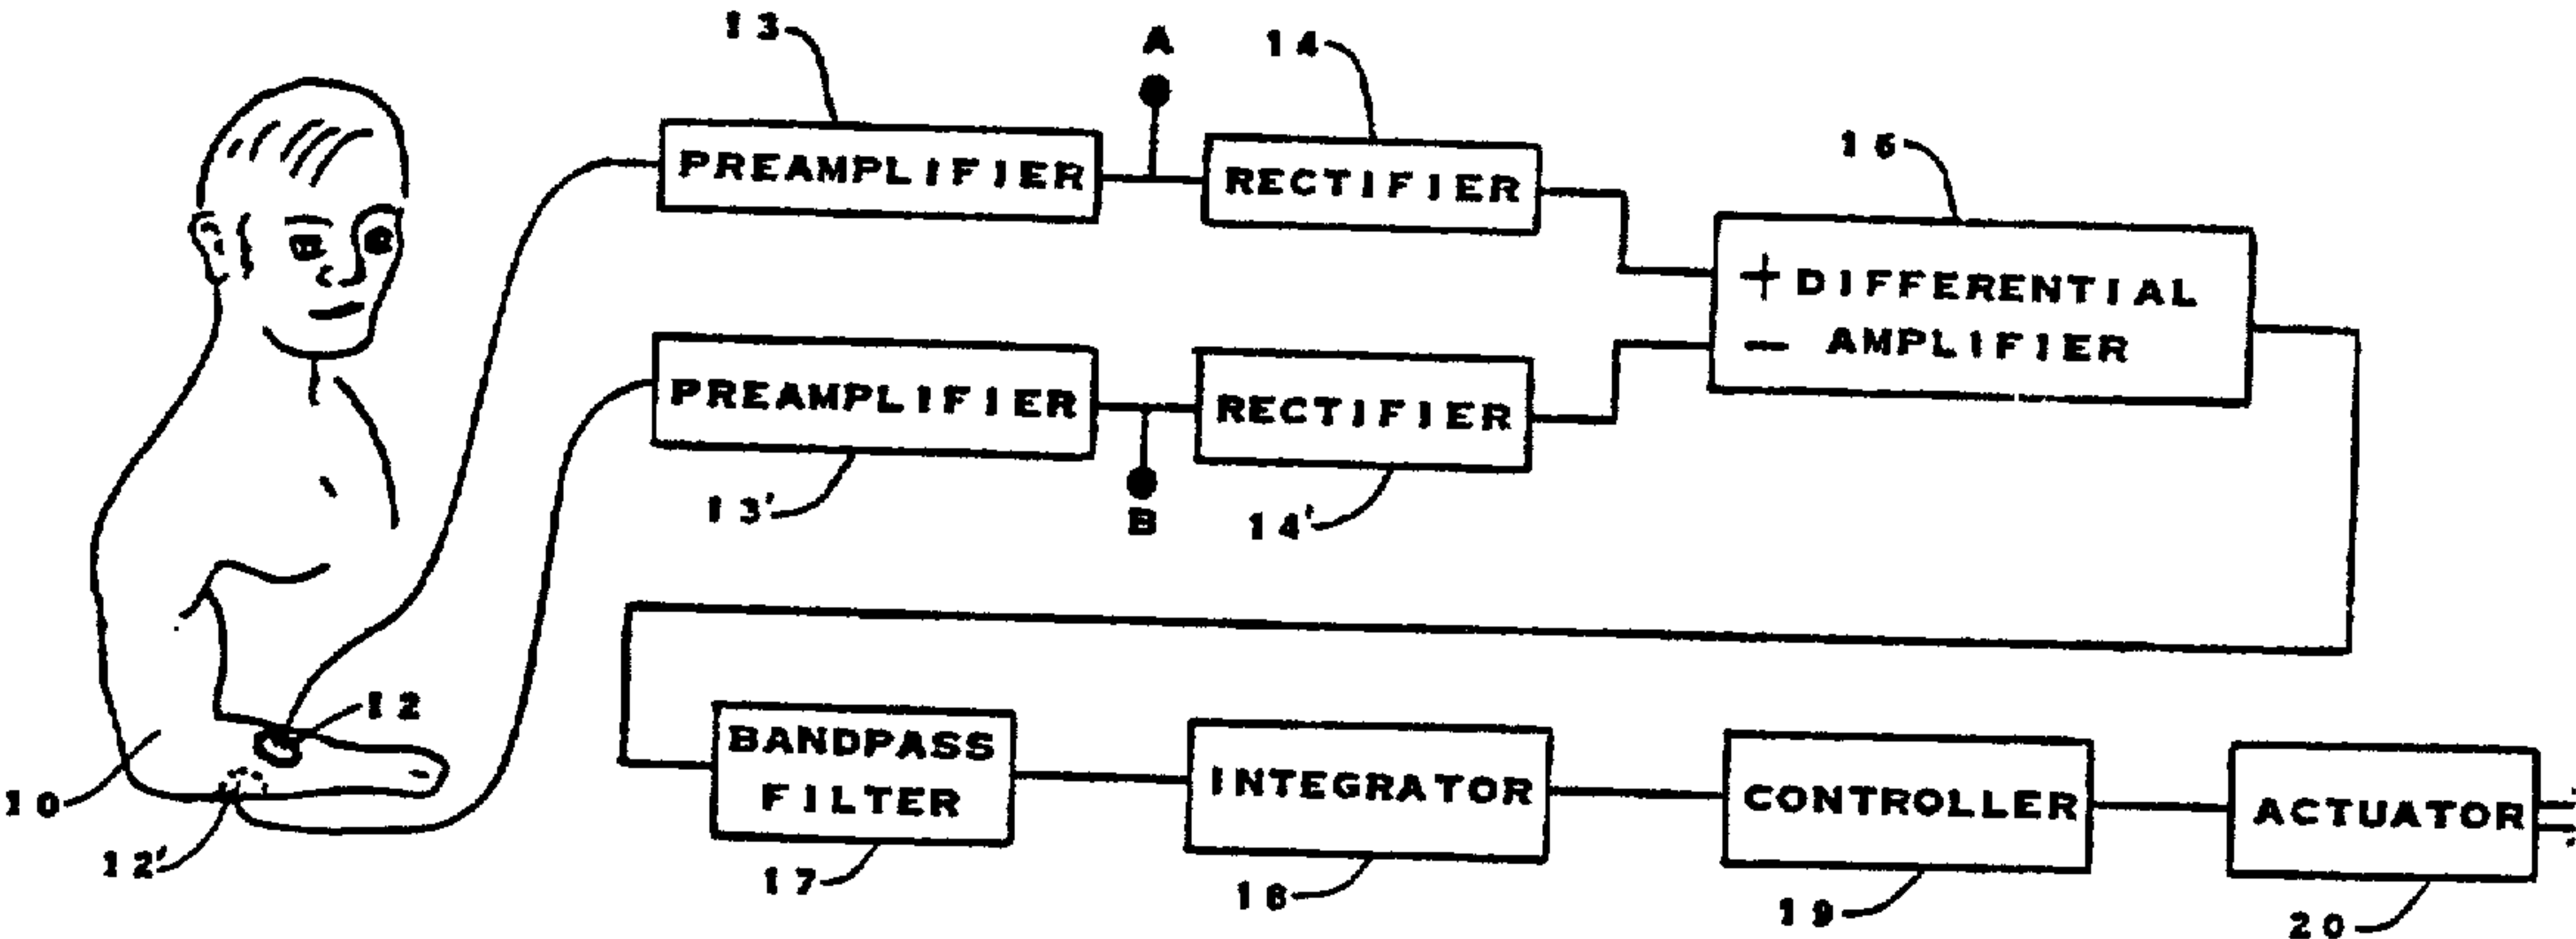 13
A
14
PREAMPLIFIER
RECTIFIER
15
+ DIFFERENTIAL
- AMPLIFIER
PREAMPLIFIER
RECTIFIER
13'
B
14'
12
10
12'
BANDPASS
FILTER
INTEGRATOR
CONTROLLER
ACTUATOR
17
18
19
20